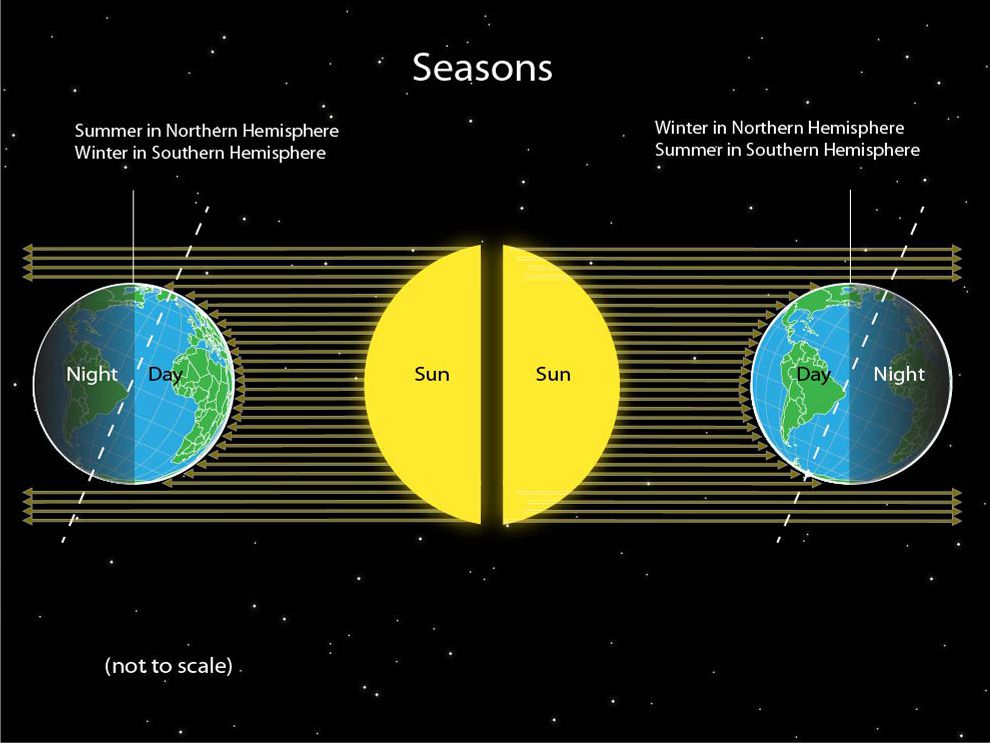 Seasons
Summer in Northern Hemisphere
Winter in Southern Hemisphere
Winter in Northern Hemisphere
Summer in Southern Hemisphere
Night
Day
Sun
Sun
Day
Night
(not to scale)